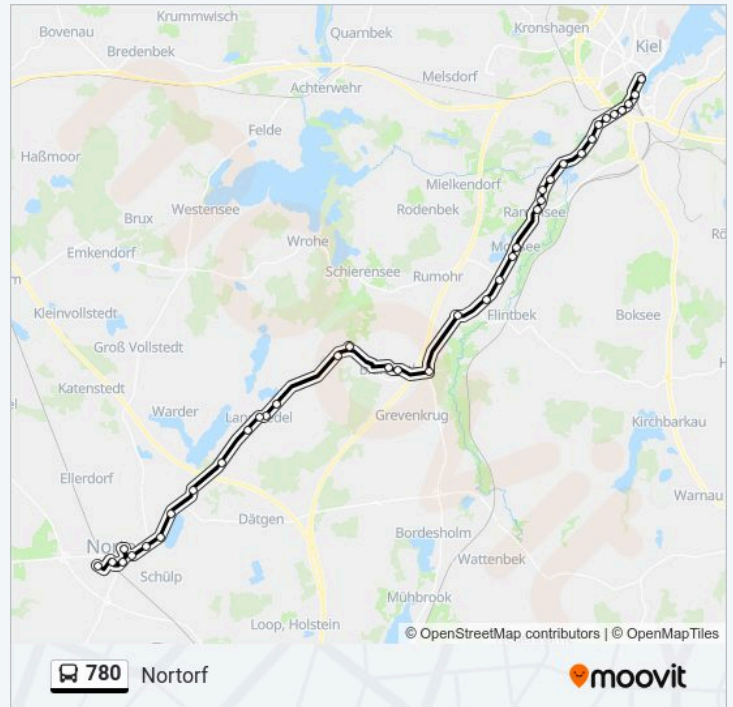 Krummwisch
Kronshagen
Bovenau
Quarnbek
Kiel
Bredenbek
Melsdorf
Achterwehr
Felde
Haßmoor
Mielkendorf
Westensee
Brux
Rodenbek
Wrohe
Emkendorf
Schierensee
Rumohr
Kleinvollstedt
Flintbek
Boksee
Groß Vollstedt
Katenstedt
Warder
Grevenkrug
Kirchbarkau
Ellerdorf
Warnau
Dätgen
Bordesholm
Wattenbek
Schülp
Mühbrook
Loop, Holstein
© OpenStreetMap contributors | © OpenMapTiles
780 Nortorf
moovit